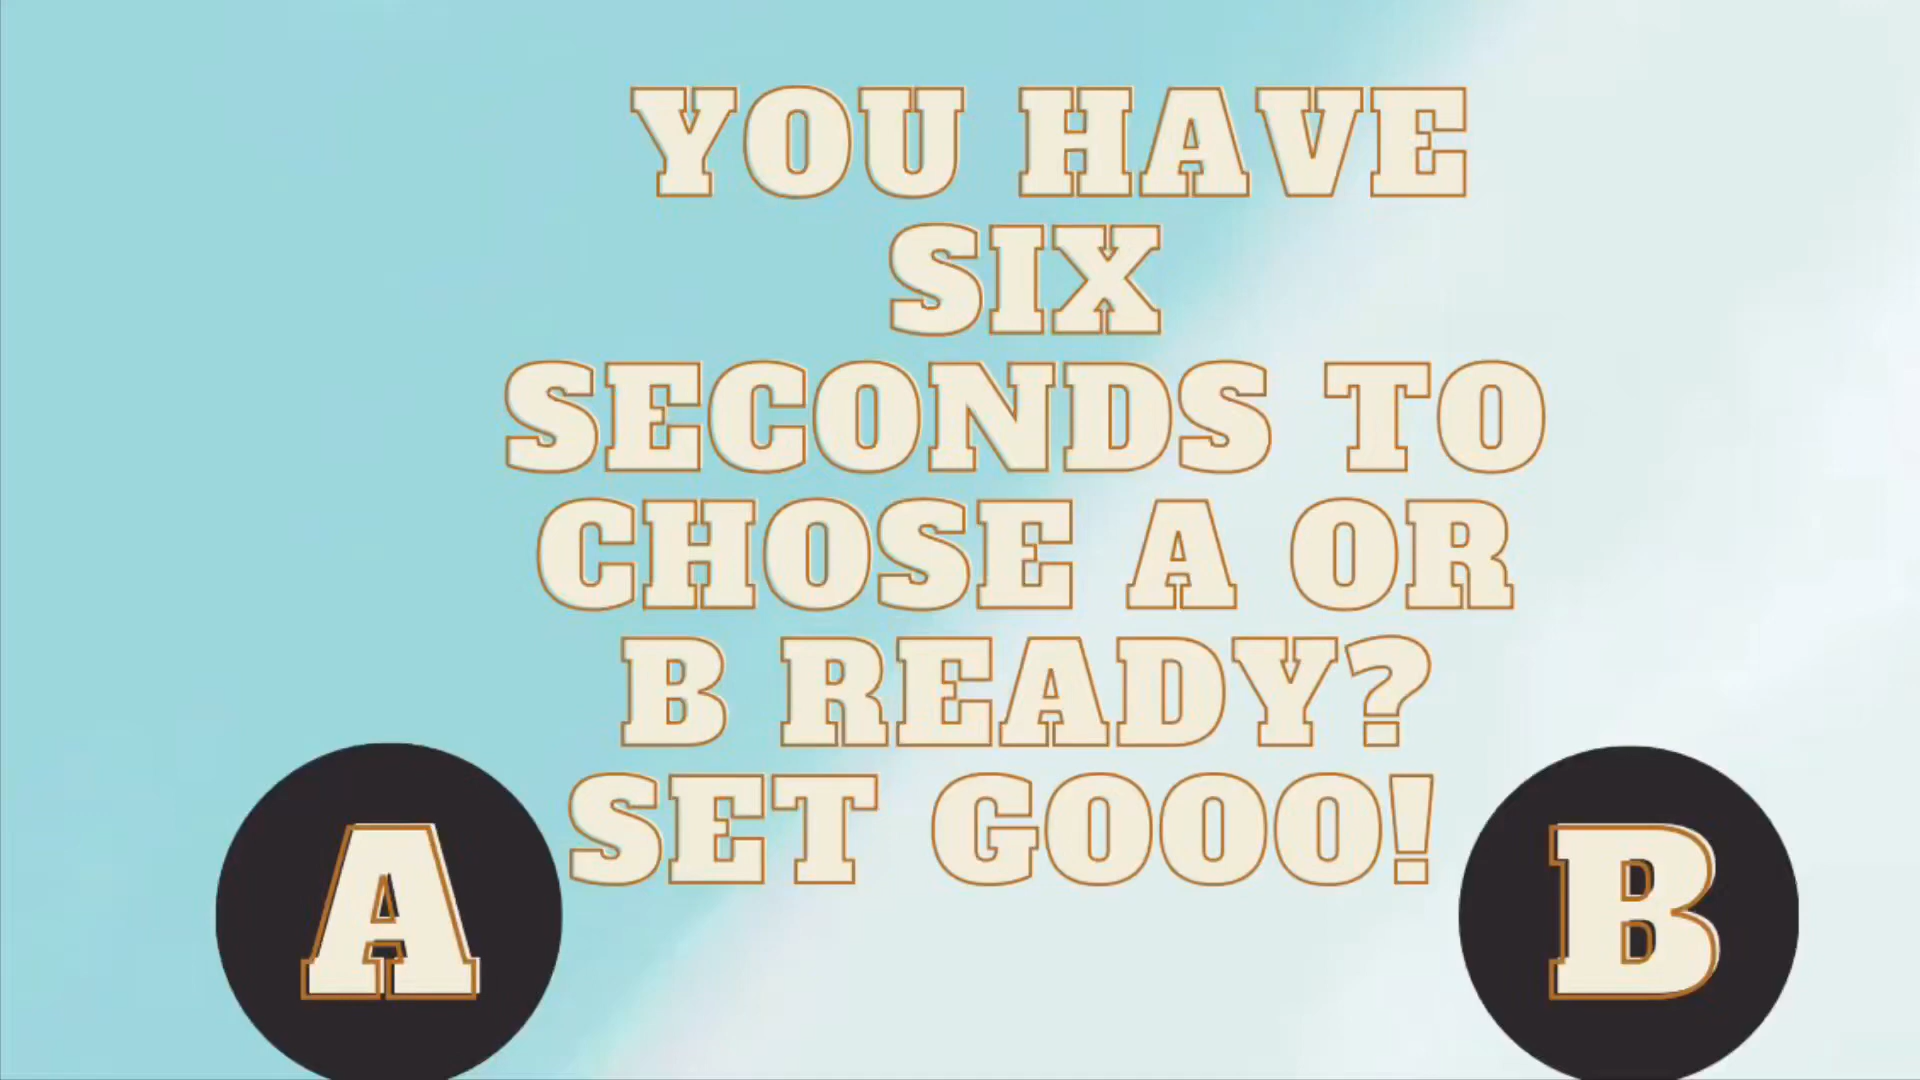 YOU HAVE
SIX
SECONDS TO
CHOSE A OR
B READY?
SET GOOO!
A
B